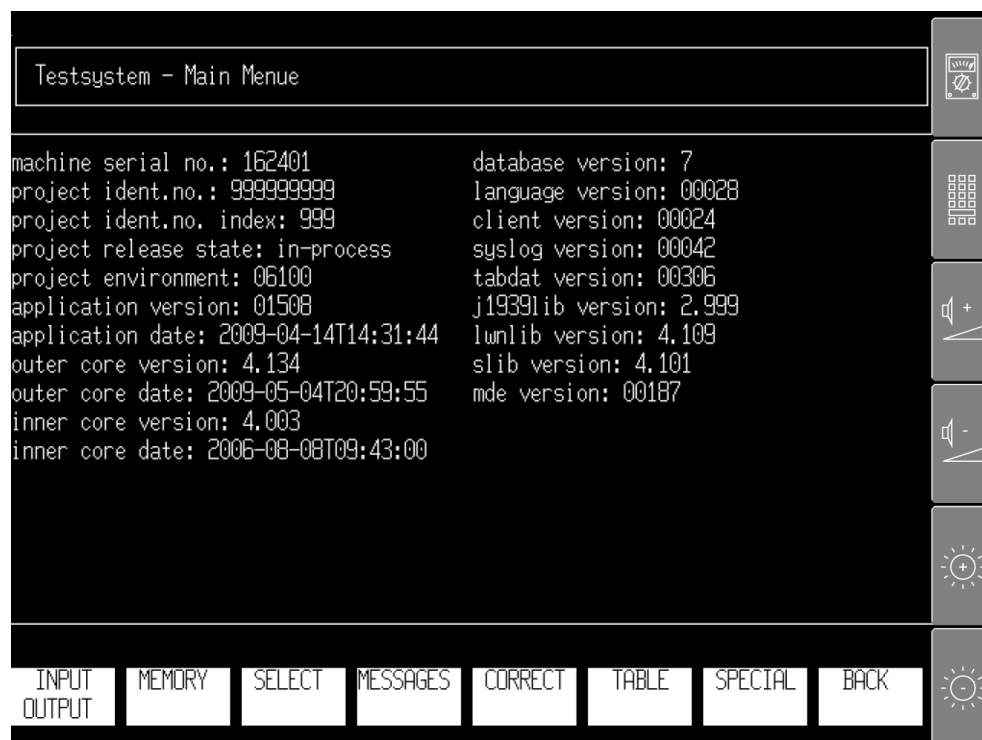 Testsystem - Main Menue
machine serial no.: 162401
project ident.no.: 999999999
project ident.no. index: 999
project release state: in-process
project environment: 06100
application version: 01508
application date: 2009-04-14T14:31:44
outer core version: 4.134
outer core date: 2009-05-04T20:59:55
inner core version: 4.003
inner core date: 2006-08-08T09:43:00
database version: 7
language version: 00028
client version: 00024
syslog version: 00042
tabdat version: 00306
j1939lib version: 2.999
lwnlib version: 4.109
slib version: 4.101
mde version: 00187
+
-
+
-
INPUT
OUTPUT
MEMORY
SELECT
MESSAGES
CORRECT
TABLE
SPECIAL
BACK